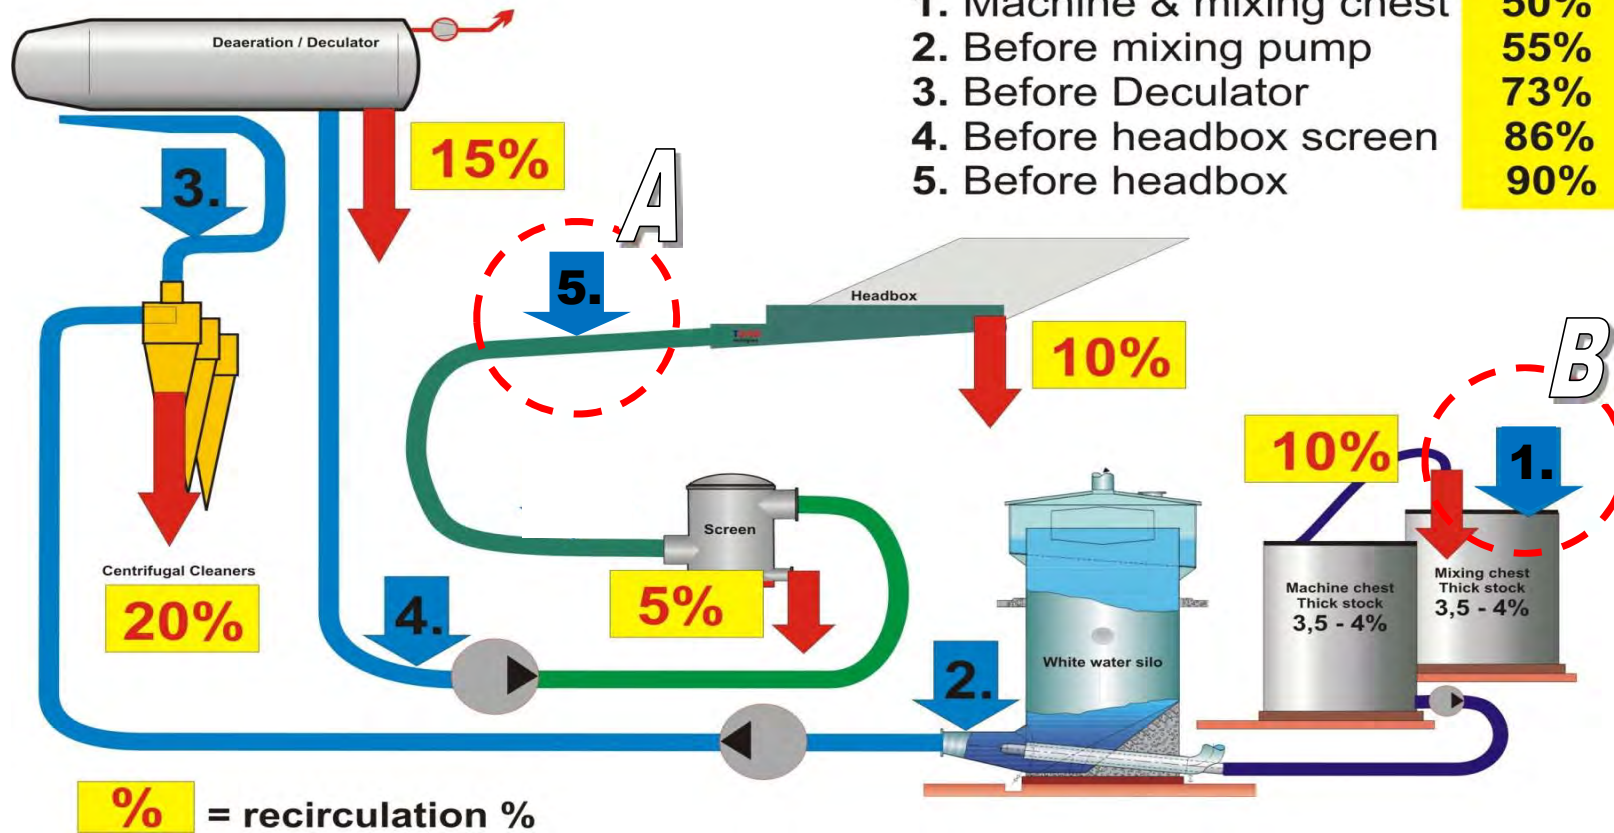 1. Machine & mixing chest 50%
2. Before mixing pump 55%
3. Before Deculator 73%
4. Before headbox screen 86%
5. Before headbox 90%
Deaeration / Deculator
15%
3.
A
5.
Headbox
10%
B
10%
1.
Screen
Centrifugal Cleaners
20%
4.
5%
Machine chest
Thick stock
3,5 - 4%
Mixing chest
Thick stock
3,5 - 4%
White water silo
2.
% = recirculation %